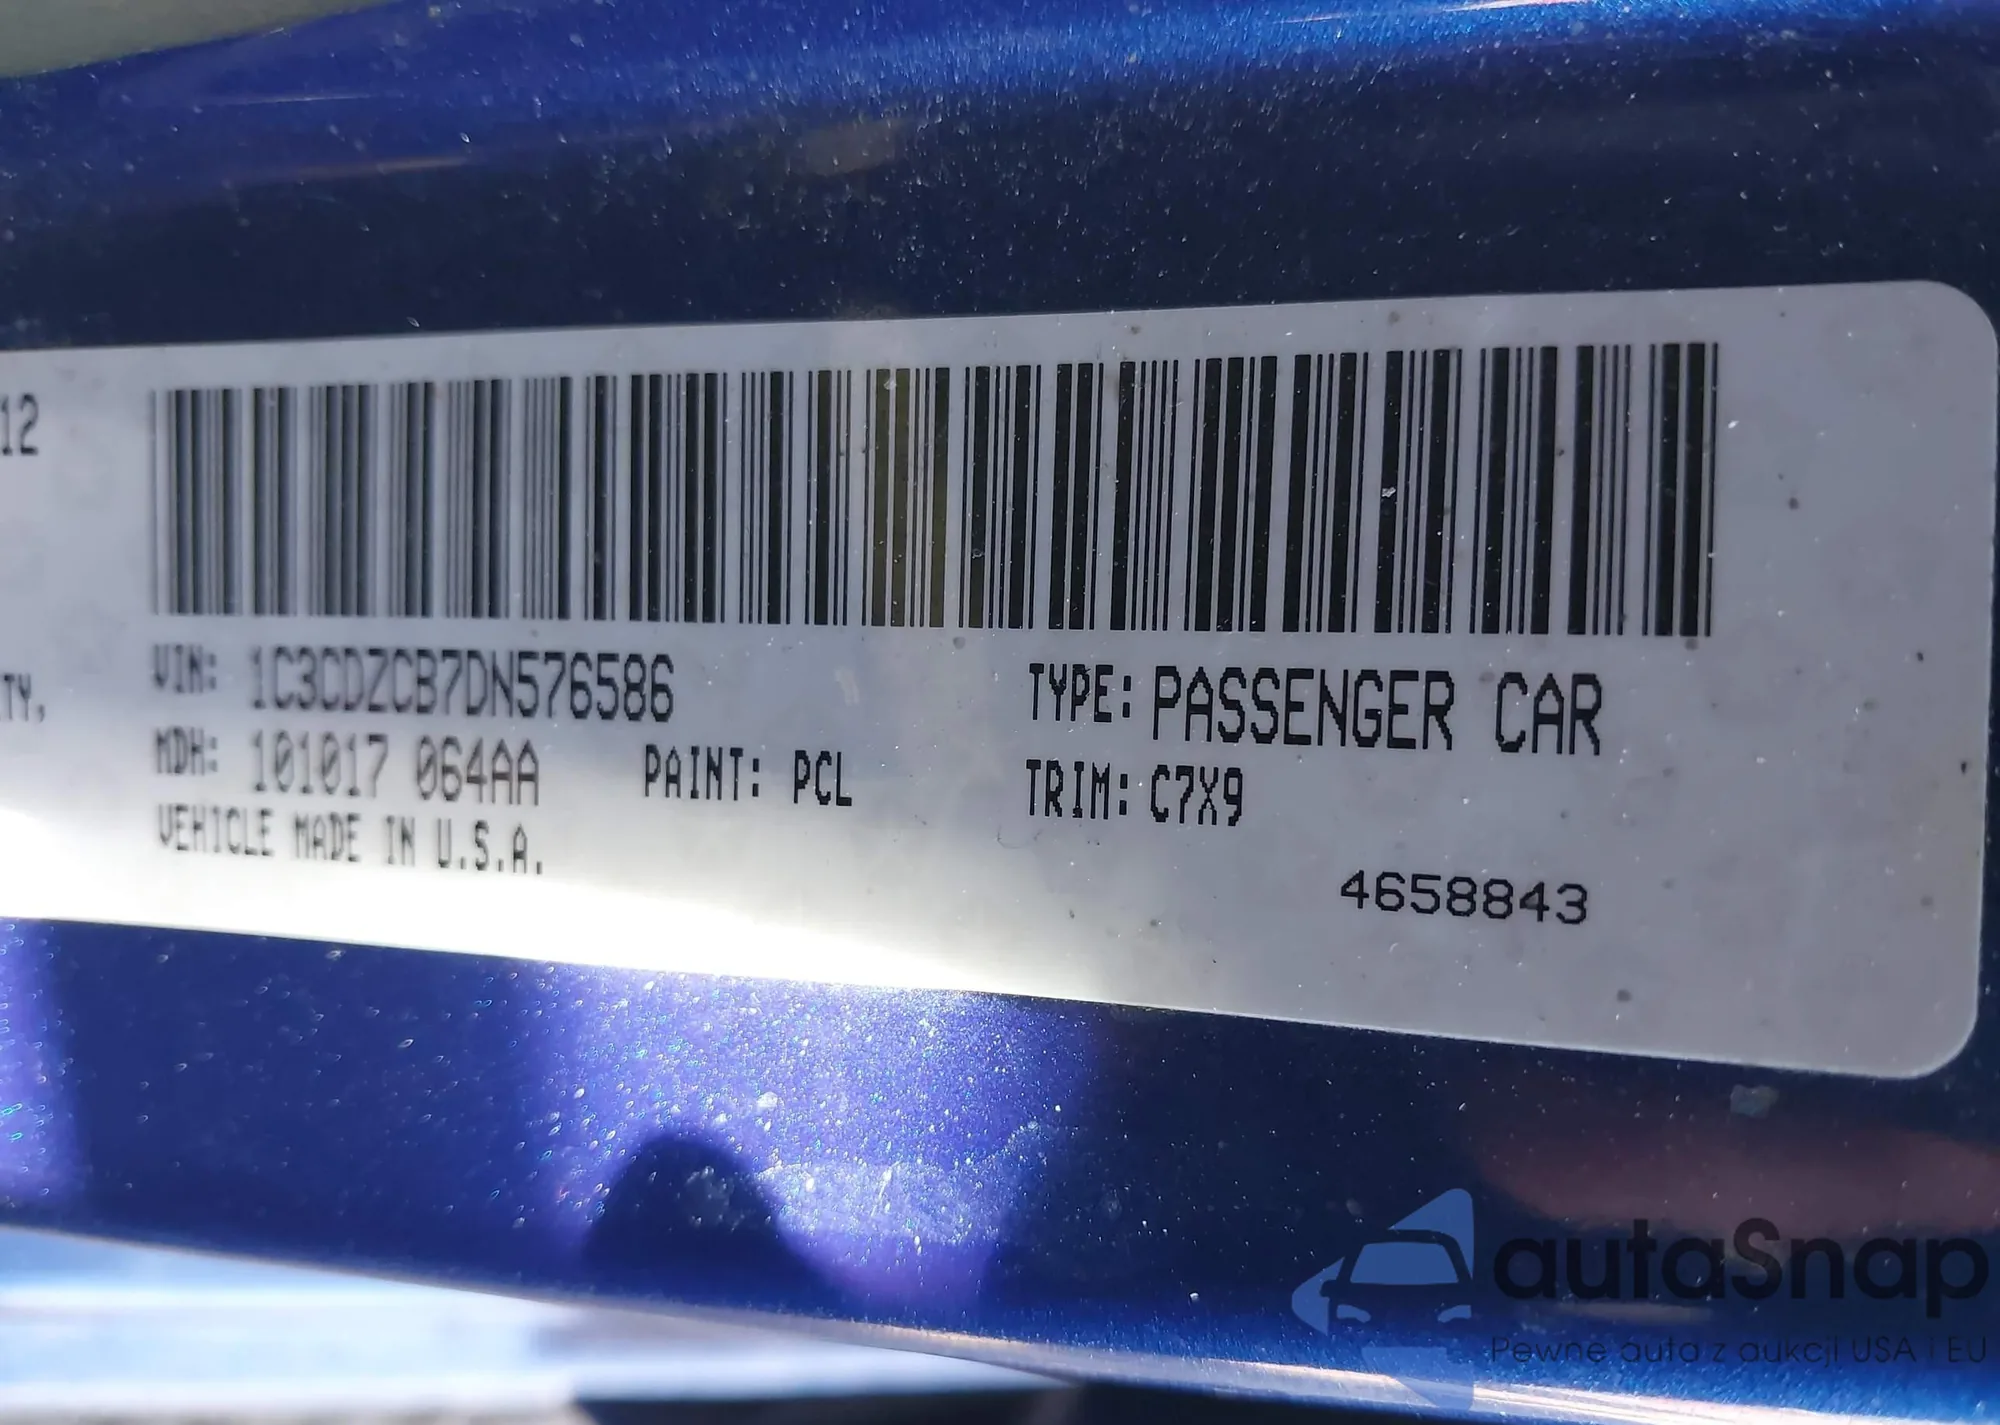 12
TY,
VIN: 1C3CDZCB7DN576586
TYPE: PASSENGER CAR
MDH: 101017 064AA
PAINT: PCL
TRIM: C7X9
VEHICLE MADE IN U.S.A.
4658843
autaSnap
Pewne auta z aukcji USA i EU